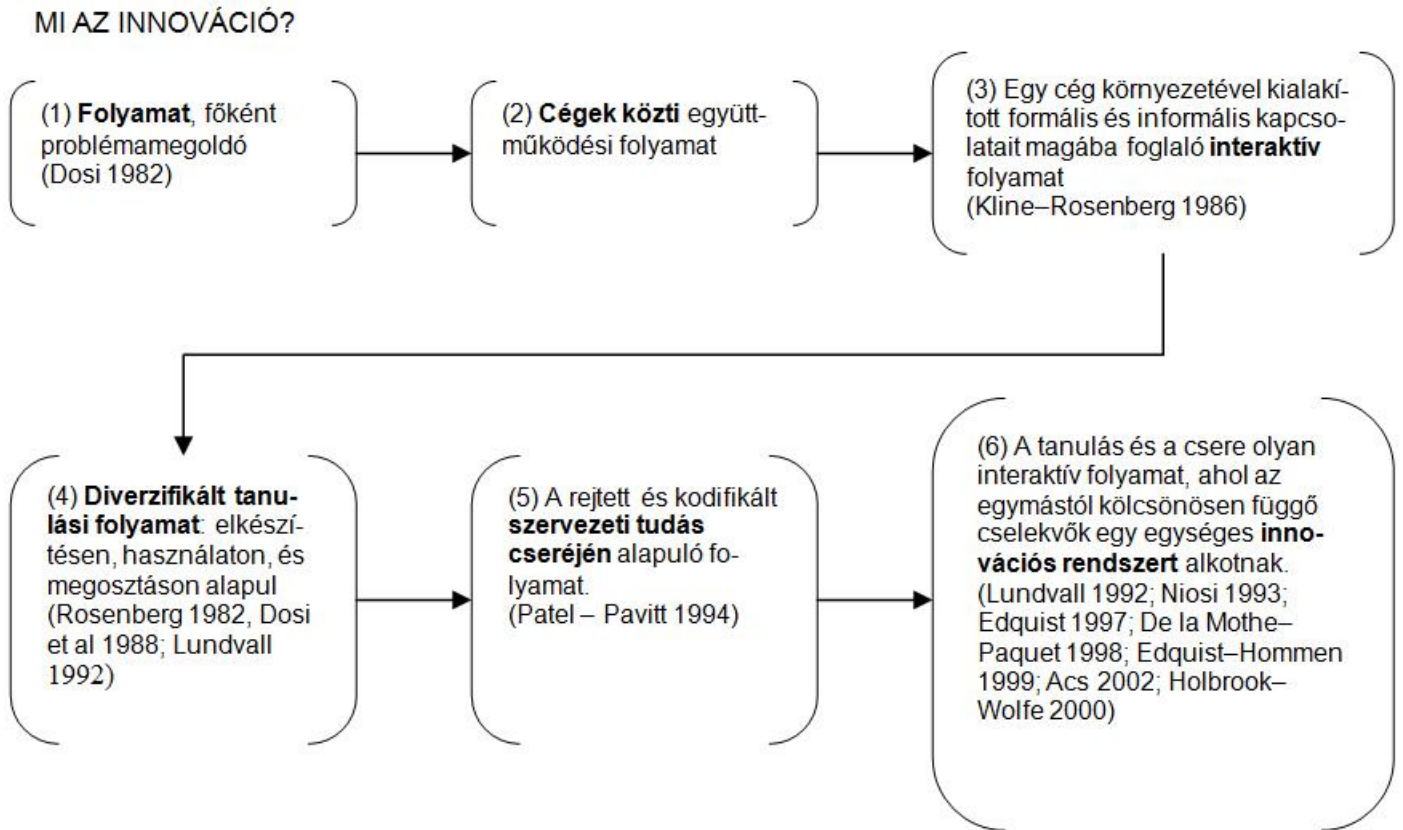 MI AZ INNOVÁCIÓ?
(1) Folyamat, főként
problémamegoldó
(Dosi 1982)
(2) Cégek közti együtt-
működési folyamat
(3) Egy cég környezetével kialakí-
tott formális és informális kapcso-
latait magába foglaló interaktív
folyamat
(Kline–Rosenberg 1986)
(4) Diverzifikált tanu-
lási folyamat: elkészí-
tésen, használaton, és
megosztáson alapul
(Rosenberg 1982, Dosi
et al 1988; Lundvall
1992)
(5) A rejtett és kodifikált
szervezeti tudás
cseréjén alapuló fo-
lyamat.
(Patel – Pavitt 1994)
(6) A tanulás és a csere olyan
interaktív folyamat, ahol az
egymástól kölcsönösen függő
cselekvők egy egységes inno-
vációs rendszert alkotnak.
(Lundvall 1992; Niosi 1993;
Edquist 1997; De la Mothe–
Paquet 1998; Edquist–Hommen
1999; Acs 2002; Holbrook–
Wolfe 2000)